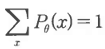 ∑ₓ P_θ(x) = 1